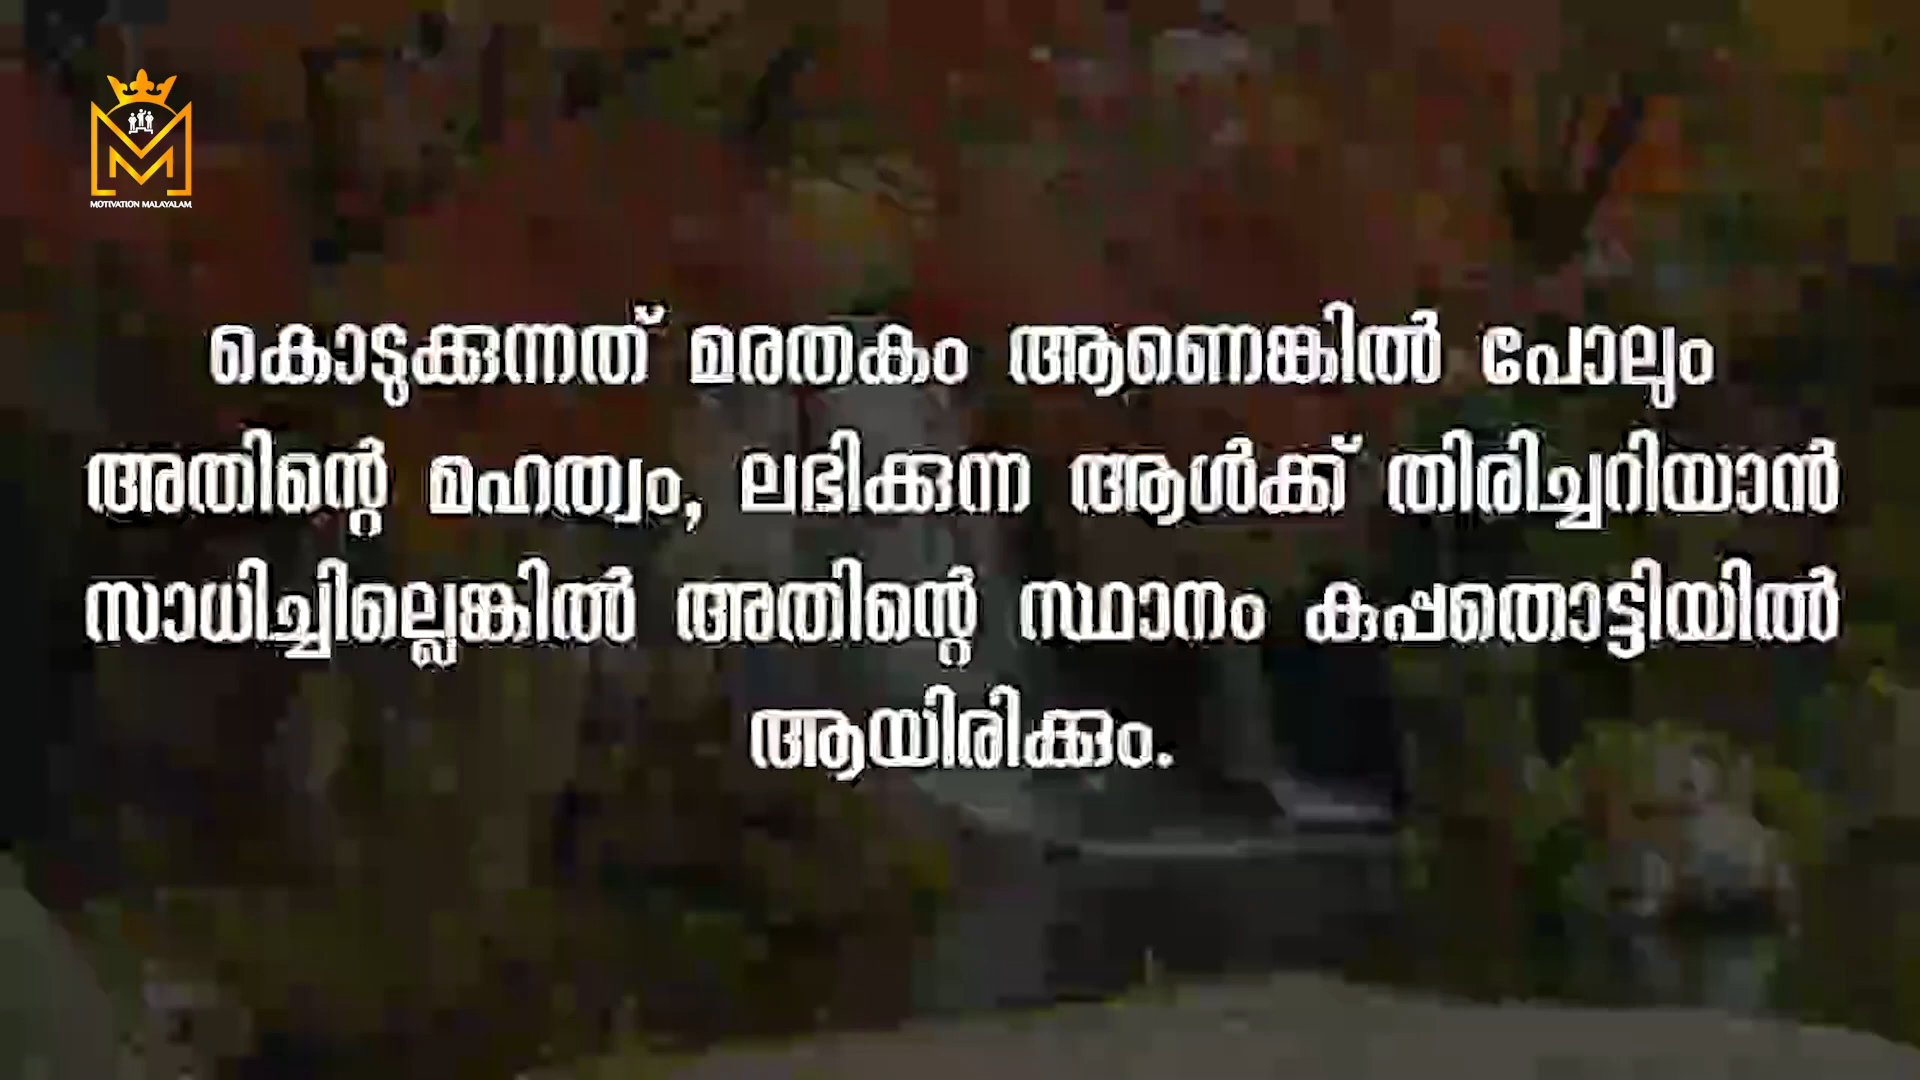 MOTIVATION MALAYALAM
കൊടുക്കുന്നത് മരതകം ആണെങ്കിൽ പോലും
അതിന്റെ മഹത്വം, ലഭിക്കുന്ന ആൾക്ക് തിരിച്ചറിയാൻ
സാധിച്ചില്ലെങ്കിൽ അതിന്റെ സ്ഥാനം കുപ്പതൊട്ടിയിൽ
ആയിരിക്കും.